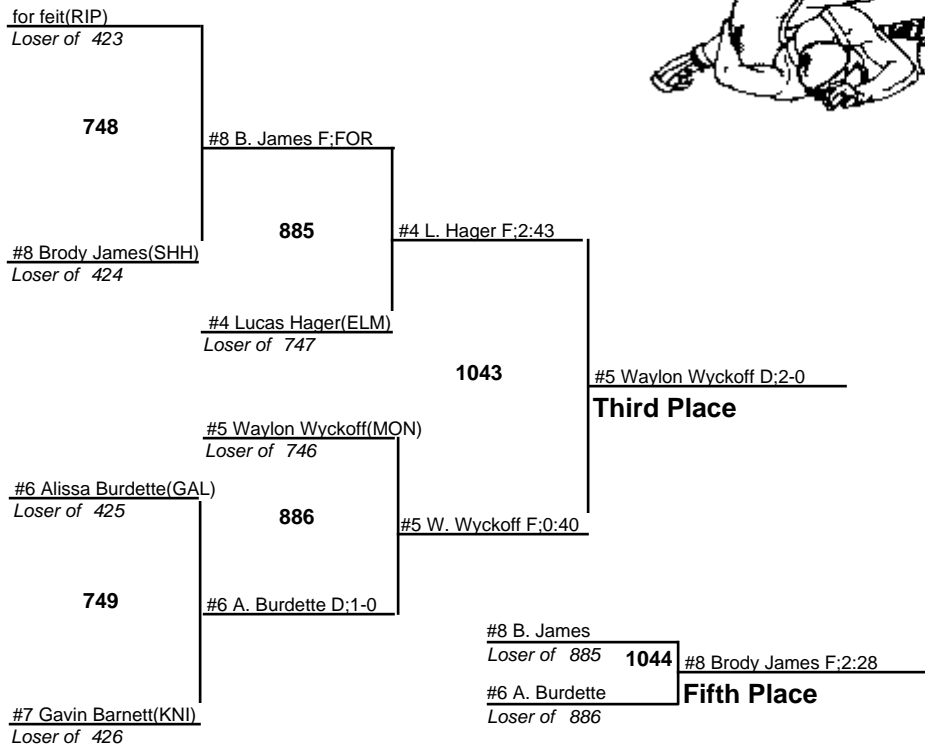 for feit(RIP)
Loser of 423
748
#8 B. James F;FOR
#8 Brody James(SHH)
Loser of 424
885
#4 L. Hager F;2:43
#4 Lucas Hager(ELM)
Loser of 747
1043
#5 Waylon Wyckoff D;2-0
Third Place
#5 Waylon Wyckoff(MON)
Loser of 746
#6 Alissa Burdette(GAL)
Loser of 425
886
#5 W. Wyckoff F;0:40
749
#6 A. Burdette D;1-0
#7 Gavin Barnett(KNI)
Loser of 426
#8 B. James
Loser of 885
1044
#8 Brody James F;2:28
Fifth Place
#6 A. Burdette
Loser of 886